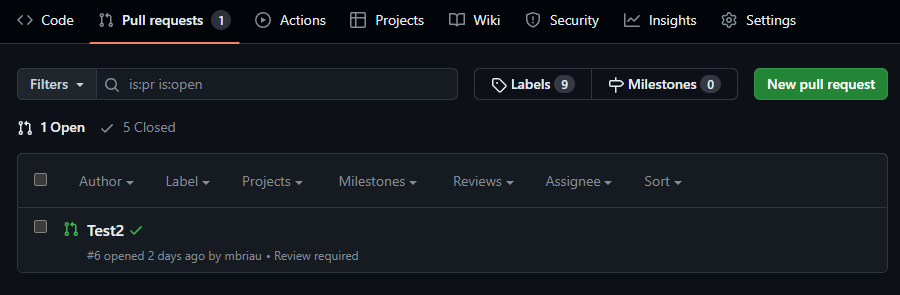 Code Pull requests 1 Actions Projects Wiki Security Insights Settings
Filters is:pr is:open Labels 9 Milestones 0 New pull request
1 Open 5 Closed
Author Label Projects Milestones Reviews Assignee Sort
Test2
#6 opened 2 days ago by mbriau • Review required